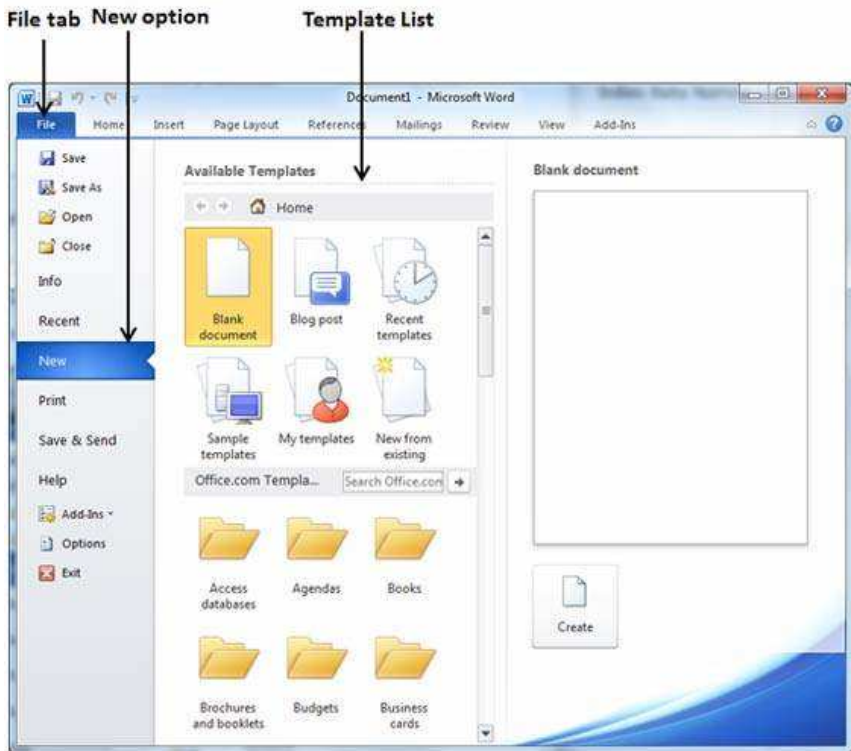 File tab New option Template List
Document1 - Microsoft Word
File Home Insert Page Layout References Mailings Review View Add-Ins
Save
Save As
Open
Close
Info
Recent
New
Print
Save & Send
Help
Add-Ins
Options
Exit
Available Templates
Home
Blank document
Blog post
Recent templates
Sample templates
My templates
New from existing
Office.com Templa... Search Office.con
Access databases
Agendas
Books
Brochures and booklets
Budgets
Business cards
Blank document
Create